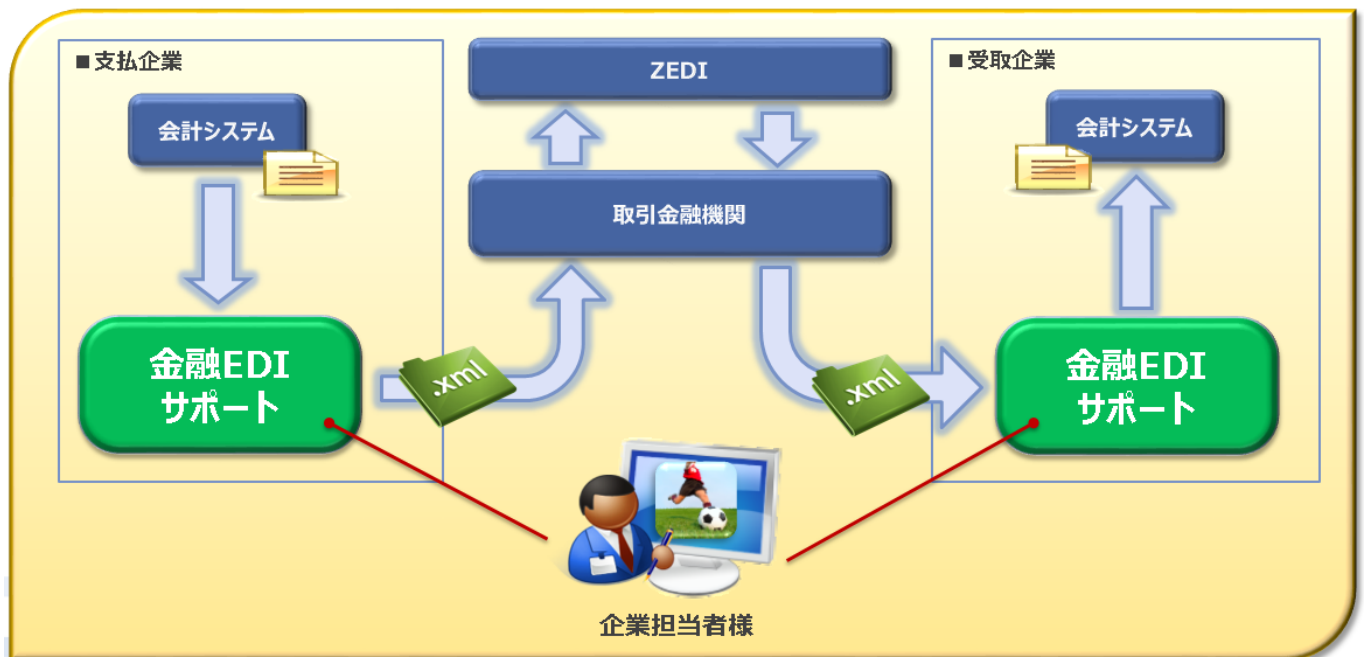 ■支払企業
ZEDI
■受取企業
会計システム
会計システム
取引金融機関
金融EDI
サポート
.xml
.xml
金融EDI
サポート
企業担当者様